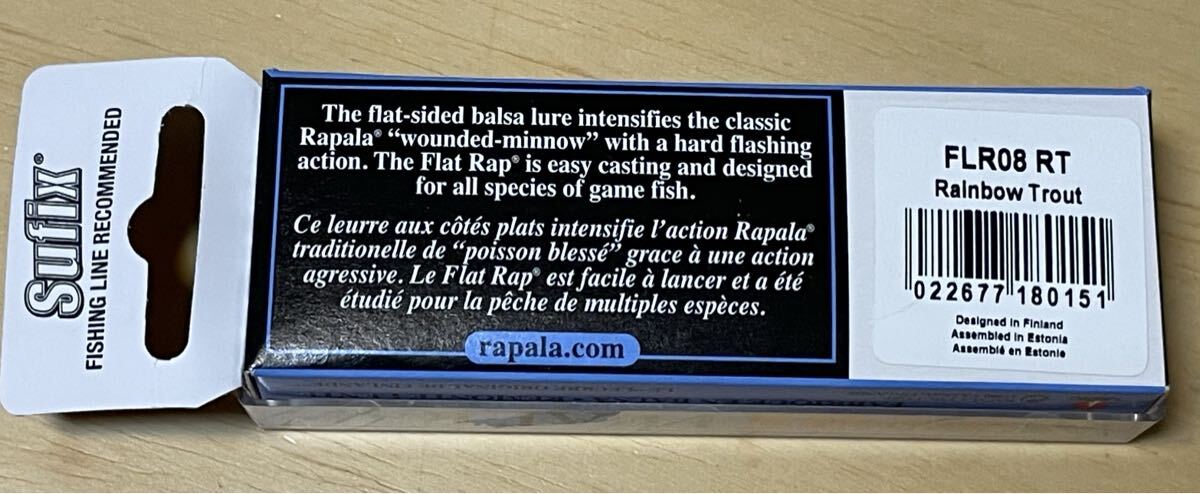 Sufix®
FISHING LINE RECOMMENDED
The flat-sided balsa lure intensifies the classic
Rapala® “wounded-minnow” with a hard flashing
action. The Flat Rap® is easy casting and designed
for all species of game fish.
Ce leurre aux côtés plats intensifie l’action Rapala®
traditionelle de “poisson blessé” grace à une action
agressive. Le Flat Rap® est facile à lancer et a été
étudié pour la pêche de multiples espèces.
rapala.com
FLR08 RT
Rainbow Trout
022677 180151
Designed in Finland
Assembled in Estonia
Assemblé en Estonie